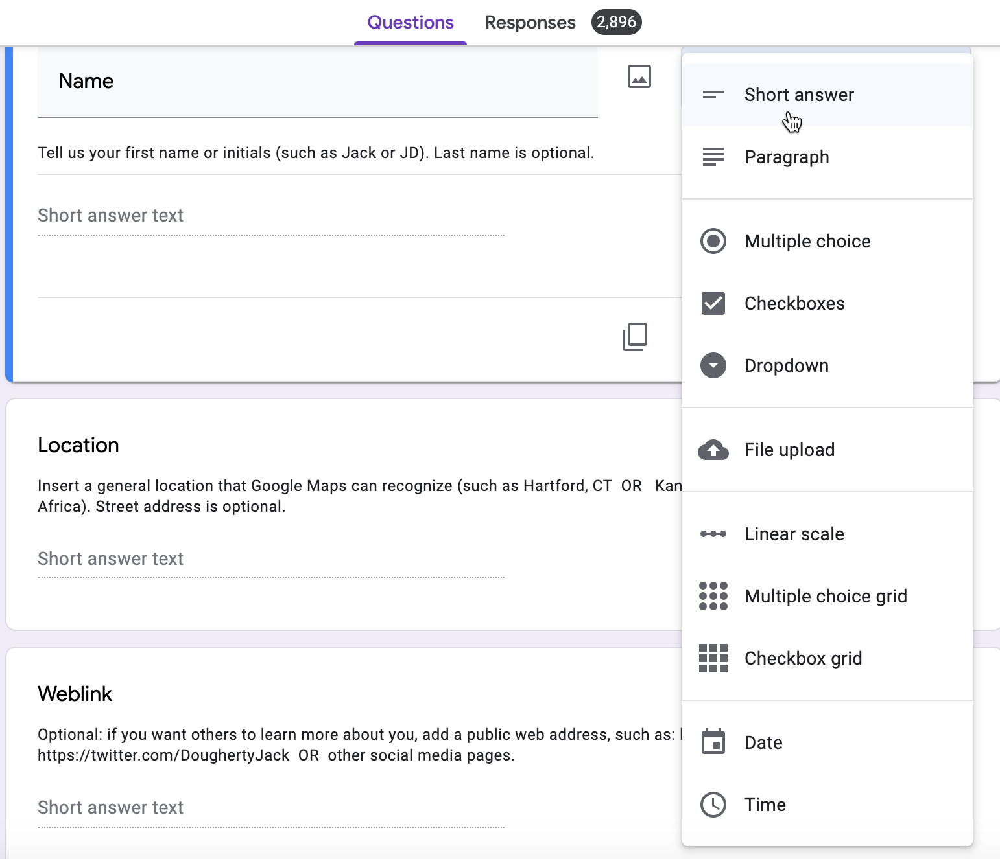 Questions
Responses 2,896
Name
Tell us your first name or initials (such as Jack or JD). Last name is optional.
Short answer text
Location
Insert a general location that Google Maps can recognize (such as Hartford, CT OR
Africa). Street address is optional.
Short answer text
Weblink
Optional: if you want others to learn more about you, add a public web address, such as:
https://twitter.com/DoughertyJack OR other social media pages.
Short answer text
Short answer
Paragraph
Multiple choice
Checkboxes
Dropdown
File upload
Linear scale
Multiple choice grid
Checkbox grid
Date
Time